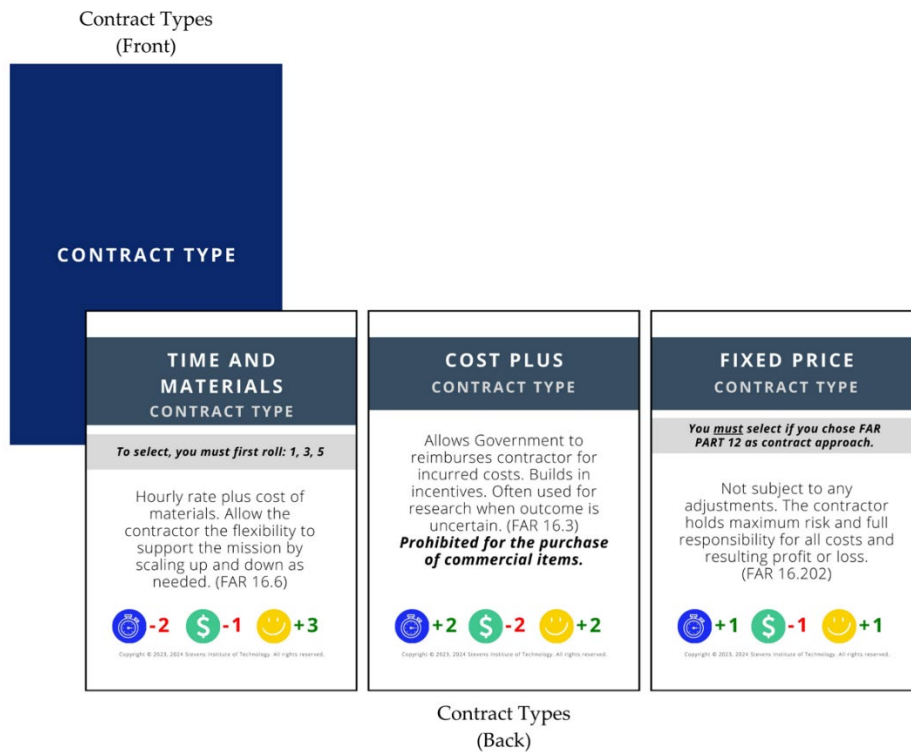 Contract Types
(Front)
CONTRACT TYPE
TIME AND
MATERIALS
CONTRACT TYPE
To select, you must first roll: 1, 3, 5
Hourly rate plus cost of
materials. Allow the
contractor the flexibility to
support the mission by
scaling up and down as
needed. (FAR 16.6)
$
-2 -1 +3
Copyright © 2023, 2024 Stevens Institute of Technology. All rights reserved.
COST PLUS
CONTRACT TYPE
Allows Government to
reimburses contractor for
incurred costs. Builds in
incentives. Often used for
research when outcome is
uncertain. (FAR 16.3)
Prohibited for the purchase
of commercial items.
+2 $ -2 +2
Copyright © 2023, 2024 Stevens Institute of Technology. All rights reserved.
FIXED PRICE
CONTRACT TYPE
You must select if you chose FAR
PART 12 as contract approach.
Not subject to any
adjustments. The contractor
holds maximum risk and full
responsibility for all costs and
resulting profit or loss.
(FAR 16.202)
+1 $ -1 +1
Copyright © 2023, 2024 Stevens Institute of Technology. All rights reserved.
Contract Types
(Back)